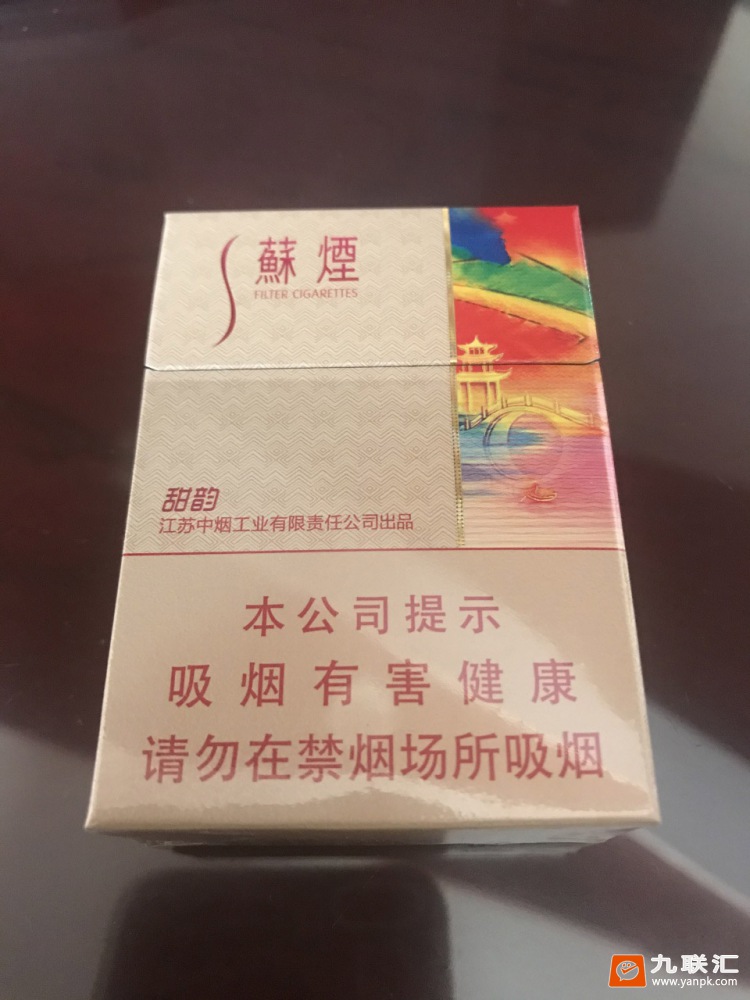 蘇煙
FILTER CIGARETTES
甜韵
江苏中烟工业有限责任公司出品
本公司提示
吸烟有害健康
请勿在禁烟场所吸烟
九联汇
www.yanpk.com